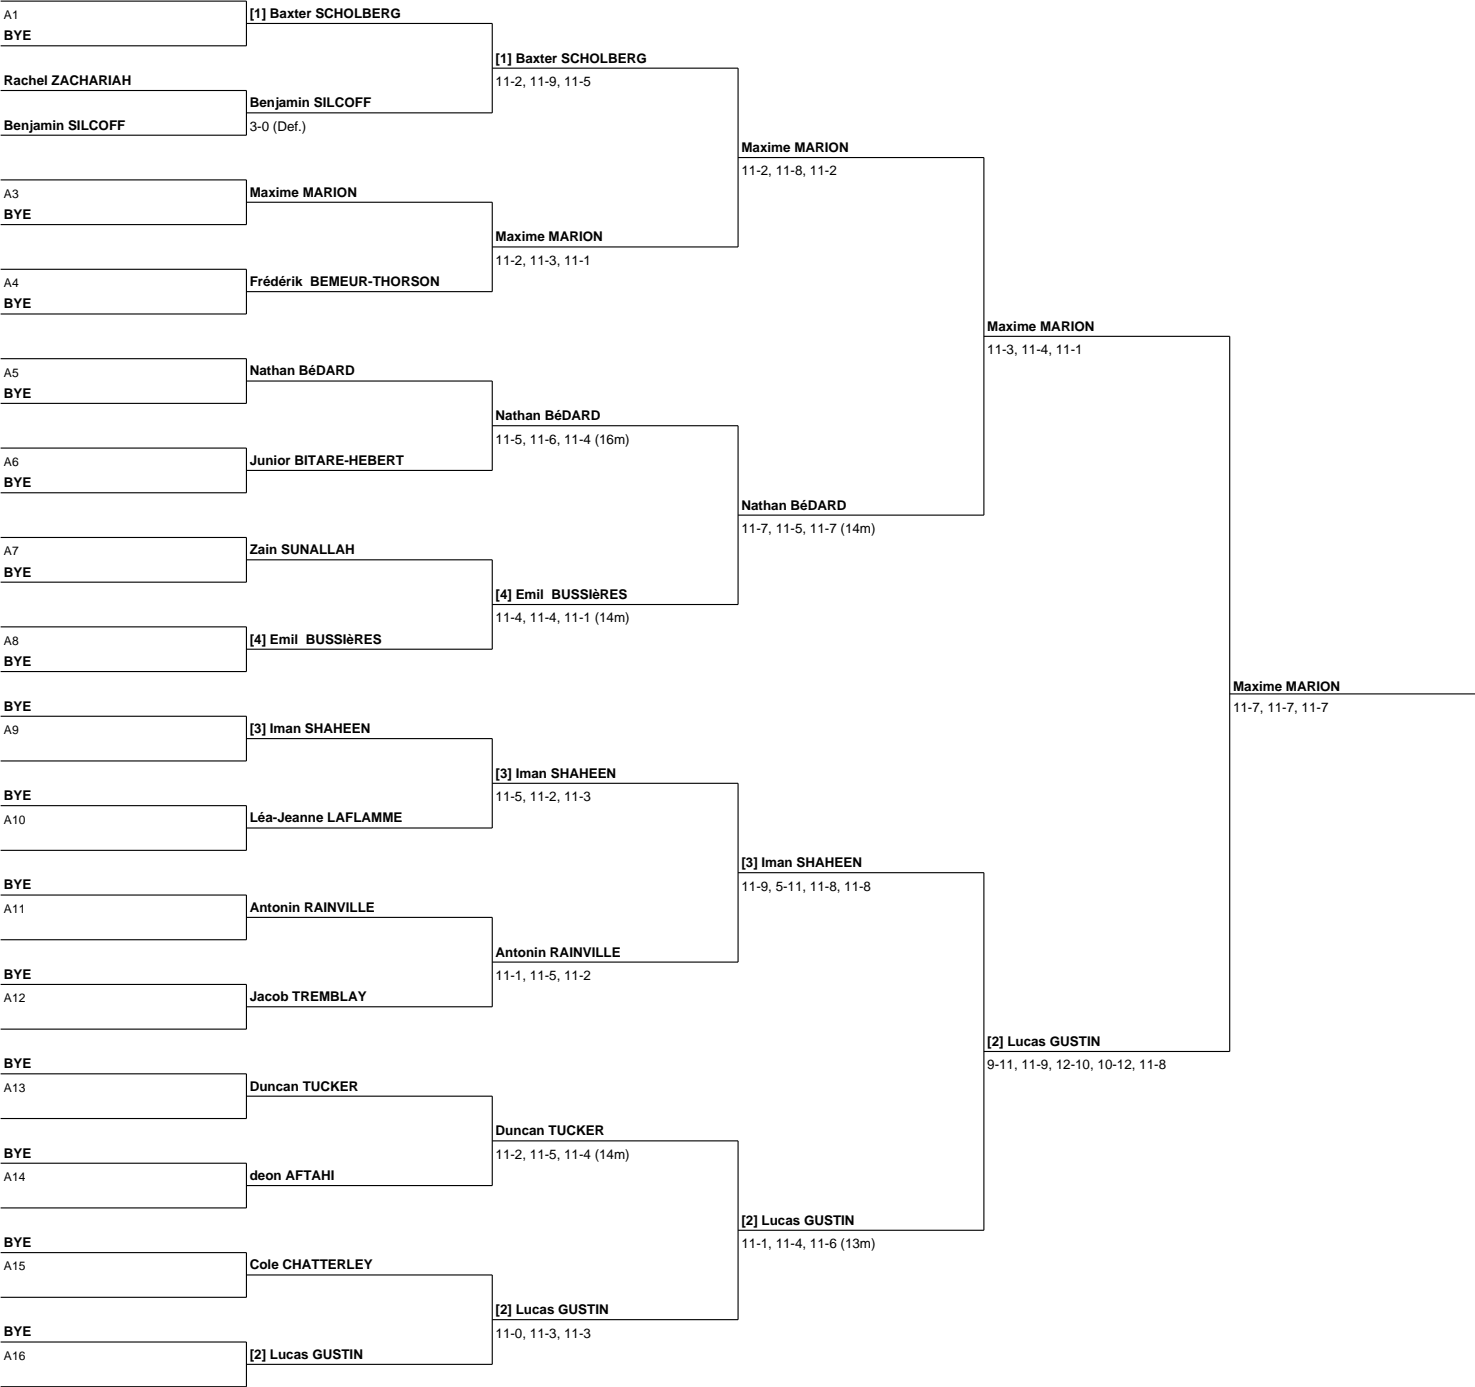 A1
BYE
[1] Baxter SCHOLBERG
Rachel ZACHARIAH
Benjamin SILCOFF
Benjamin SILCOFF
3-0 (Def.)
[1] Baxter SCHOLBERG
11-2, 11-9, 11-5
A3
BYE
Maxime MARION
A4
BYE
Frédérik  BEMEUR-THORSON
Maxime MARION
11-2, 11-3, 11-1
Maxime MARION
11-2, 11-8, 11-2
A5
BYE
Nathan BéDARD
A6
BYE
Junior BITARE-HEBERT
Nathan BéDARD
11-5, 11-6, 11-4 (16m)
A7
BYE
Zain SUNALLAH
A8
BYE
[4] Emil  BUSSIèRES
[4] Emil  BUSSIèRES
11-4, 11-4, 11-1 (14m)
Nathan BéDARD
11-7, 11-5, 11-7 (14m)
Maxime MARION
11-3, 11-4, 11-1
BYE
A9
[3] Iman SHAHEEN
BYE
A10
Léa-Jeanne LAFLAMME
[3] Iman SHAHEEN
11-5, 11-2, 11-3
BYE
A11
Antonin RAINVILLE
BYE
A12
Jacob TREMBLAY
Antonin RAINVILLE
11-1, 11-5, 11-2
[3] Iman SHAHEEN
11-9, 5-11, 11-8, 11-8
BYE
A13
Duncan TUCKER
BYE
A14
deon AFTAHI
Duncan TUCKER
11-2, 11-5, 11-4 (14m)
BYE
A15
Cole CHATTERLEY
BYE
A16
[2] Lucas GUSTIN
[2] Lucas GUSTIN
11-0, 11-3, 11-3
[2] Lucas GUSTIN
11-1, 11-4, 11-6 (13m)
[2] Lucas GUSTIN
9-11, 11-9, 12-10, 10-12, 11-8
Maxime MARION
11-7, 11-7, 11-7